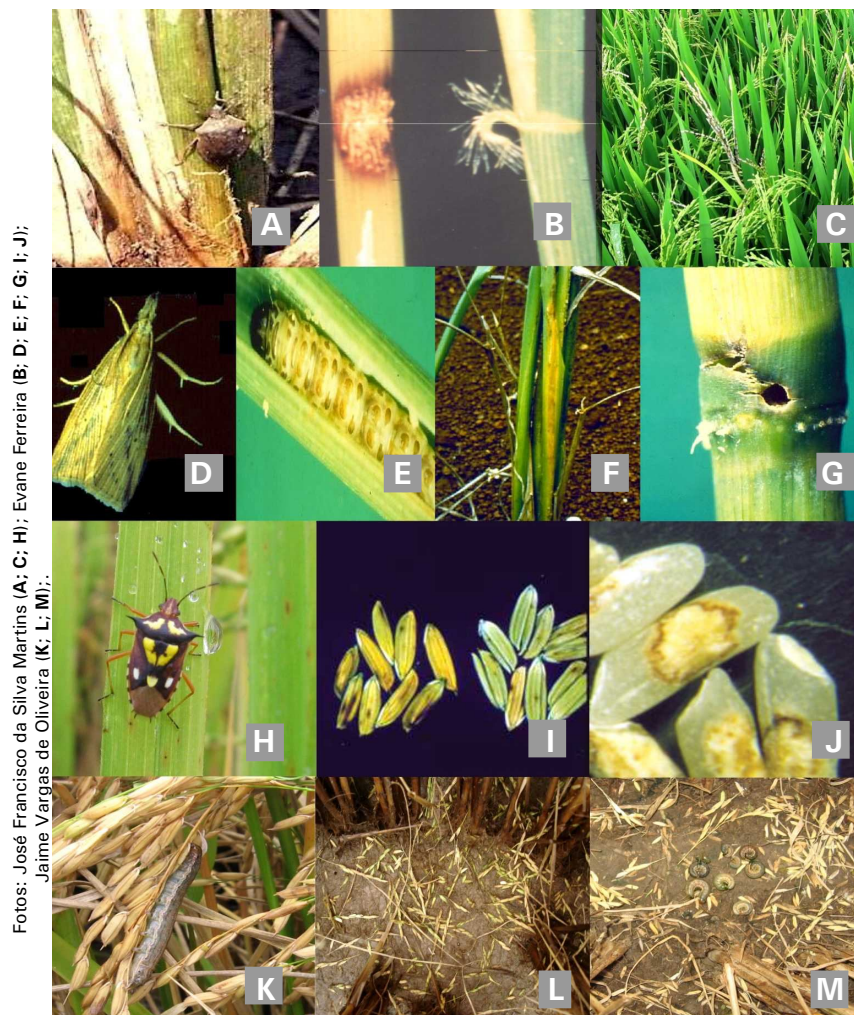 Fotos: José Francisco da Silva Martins (A; C; H); Evane Ferreira (B; D; E; F; G; I; J);
Jaime Vargas de Oliveira (K; L; M);.
A
B
C
D
E
F
G
H
I
J
K
L
M